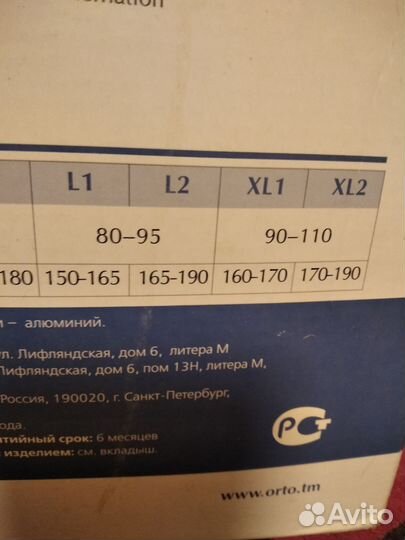 L1 L2 XL1 XL2
80–95 90–110
180 150-165 165-190 160-170 170-190
– алюминий.
ул. Лифляндская, дом 6, литера М
Лифляндская, дом 6, пом 13Н, литера М,
Россия, 190020, г. Санкт-Петербург,
срок: 6 месяцев
изделием: см. вкладыш.
РСТ
www.orto.tm
Avito